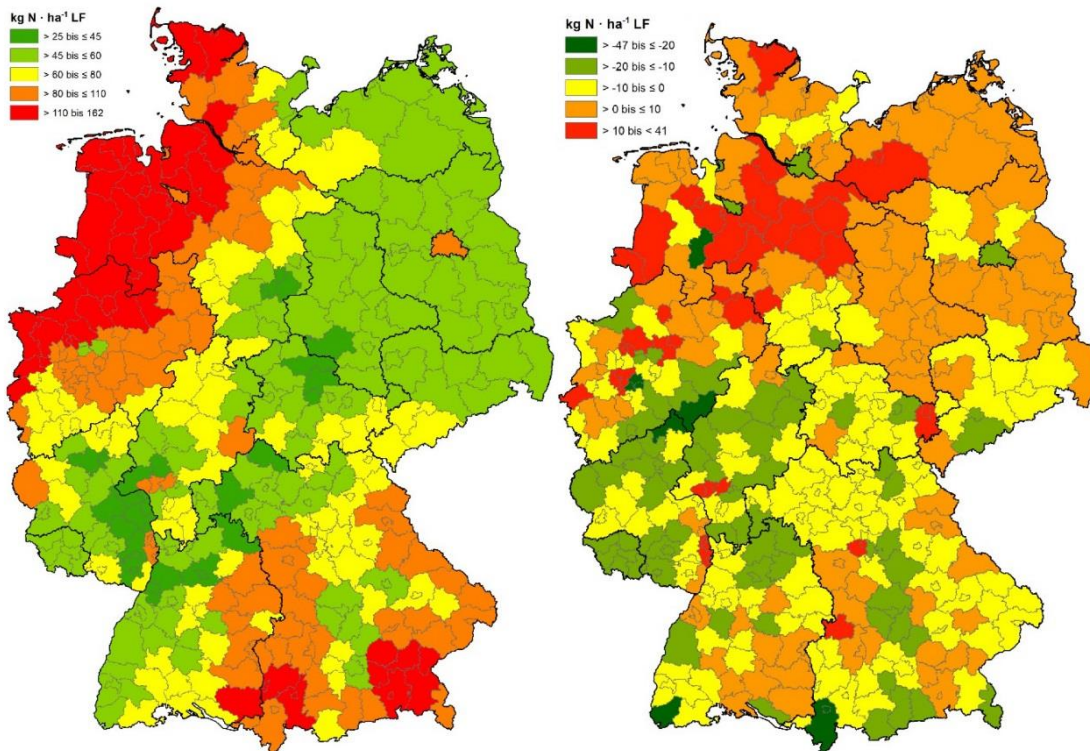 kg N · ha⁻¹ LF
> 25 bis ≤ 45
> 45 bis ≤ 60
> 60 bis ≤ 80
> 80 bis ≤ 110
> 110 bis 162
kg N · ha⁻¹ LF
> -47 bis ≤ -20
> -20 bis ≤ -10
> -10 bis ≤ 0
> 0 bis ≤ 10
> 10 bis < 41